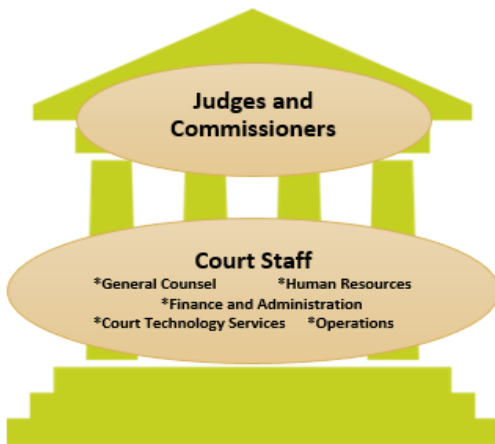 Judges and
Commissioners
Court Staff
*General Counsel *Human Resources
*Finance and Administration
*Court Technology Services *Operations